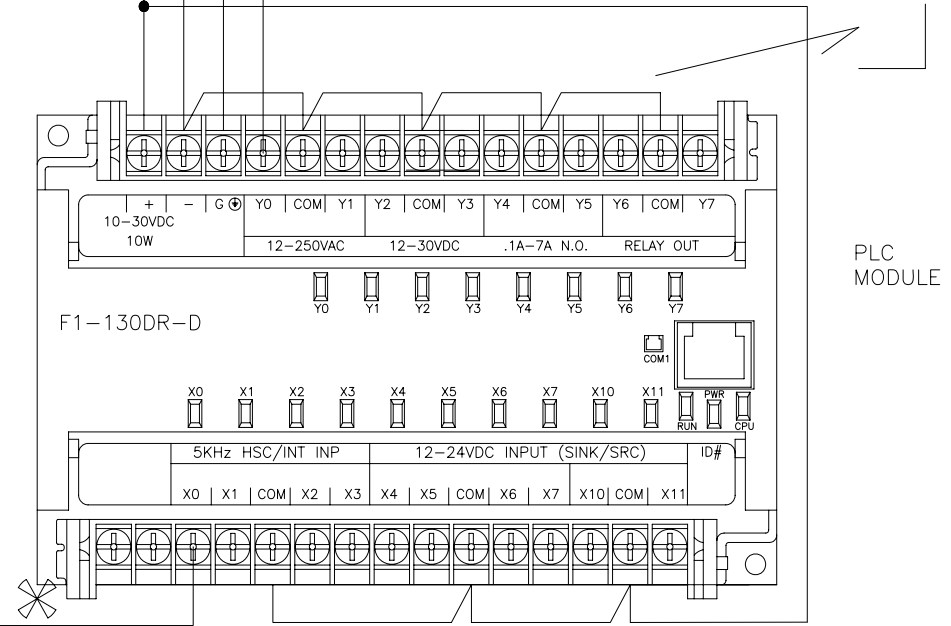 + | − | G Y0 | COM | Y1 Y2 | COM | Y3 Y4 | COM | Y5 Y6 | COM | Y7
10−30VDC
10W
12−250VAC 12−30VDC .1A−7A N.O. RELAY OUT
PLC
MODULE
Y0 Y1 Y2 Y3 Y4 Y5 Y6 Y7
F1−130DR−D
COM1
X0 X1 X2 X3 X4 X5 X6 X7 X10 X11
PWR
RUN CPU
5KHz HSC/INT INP 12−24VDC INPUT (SINK/SRC) ID#
X0 | X1 | COM | X2 | X3 X4 | X5 | COM | X6 | X7 X10 | COM | X11